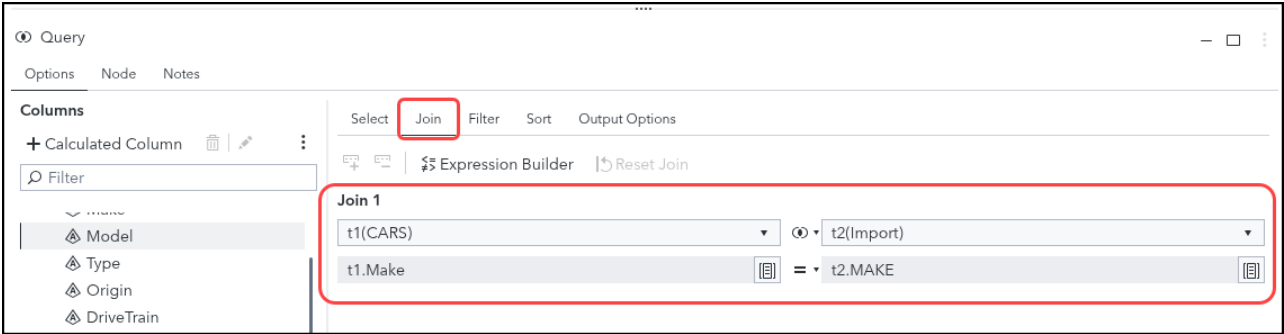 Query
Options Node Notes
Columns
+ Calculated Column
Filter
Model
Type
Origin
DriveTrain
Select Join Filter Sort Output Options
Expression Builder Reset Join
Join 1
t1(CARS) t2(Import)
t1.Make = t2.MAKE